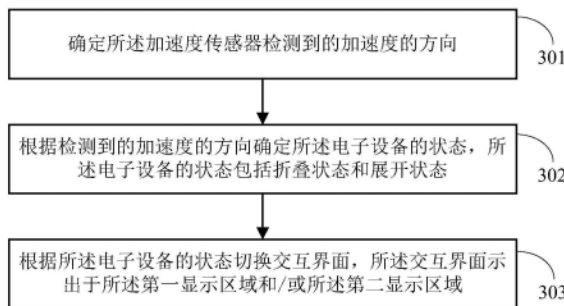 确定所述加速度传感器检测到的加速度的方向
301
根据检测到的加速度的方向确定所述电子设备的状态，所
述电子设备的状态包括折叠状态和展开状态
302
根据所述电子设备的状态切换交互界面，所述交互界面示
出于所述第一显示区域和/或所述第二显示区域
303